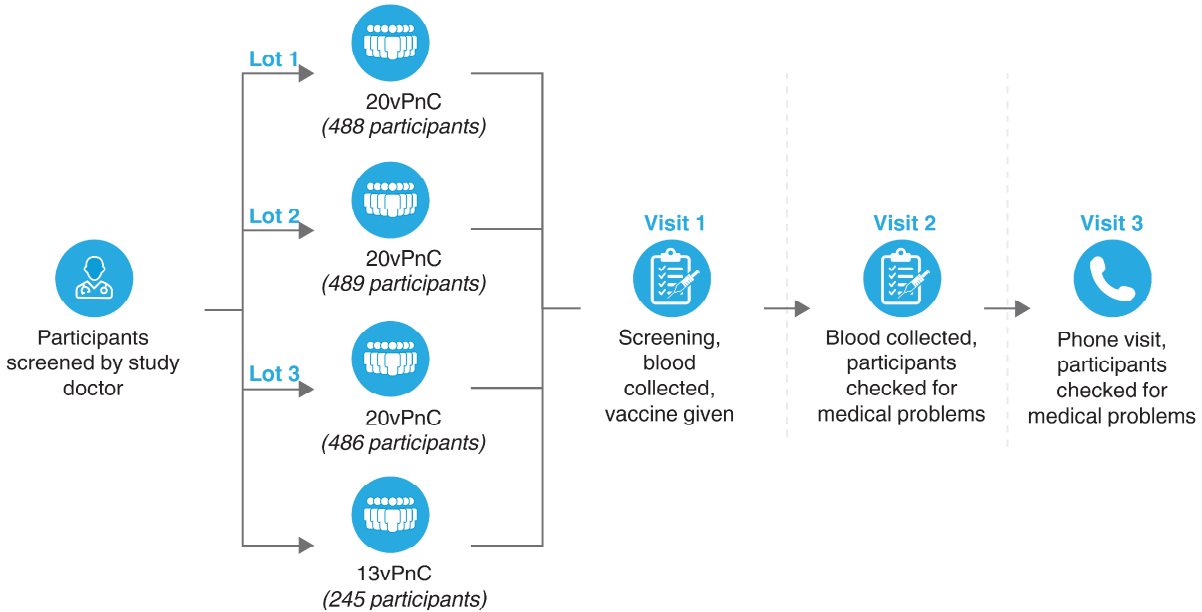 Participants
screened by study
doctor
Lot 1
20vPnC
(488 participants)
Lot 2
20vPnC
(489 participants)
Lot 3
20vPnC
(486 participants)
13vPnC
(245 participants)
Visit 1
Screening,
blood
collected,
vaccine given
Visit 2
Blood collected,
participants
checked for
medical problems
Visit 3
Phone visit,
participants
checked for
medical problems